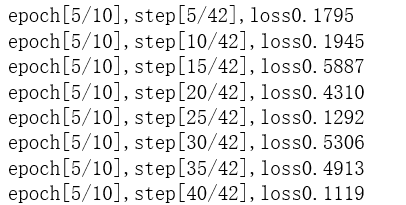 epoch[5/10],step[5/42],loss0.1795
epoch[5/10],step[10/42],loss0.1945
epoch[5/10],step[15/42],loss0.5887
epoch[5/10],step[20/42],loss0.4310
epoch[5/10],step[25/42],loss0.1292
epoch[5/10],step[30/42],loss0.5306
epoch[5/10],step[35/42],loss0.4913
epoch[5/10],step[40/42],loss0.1119